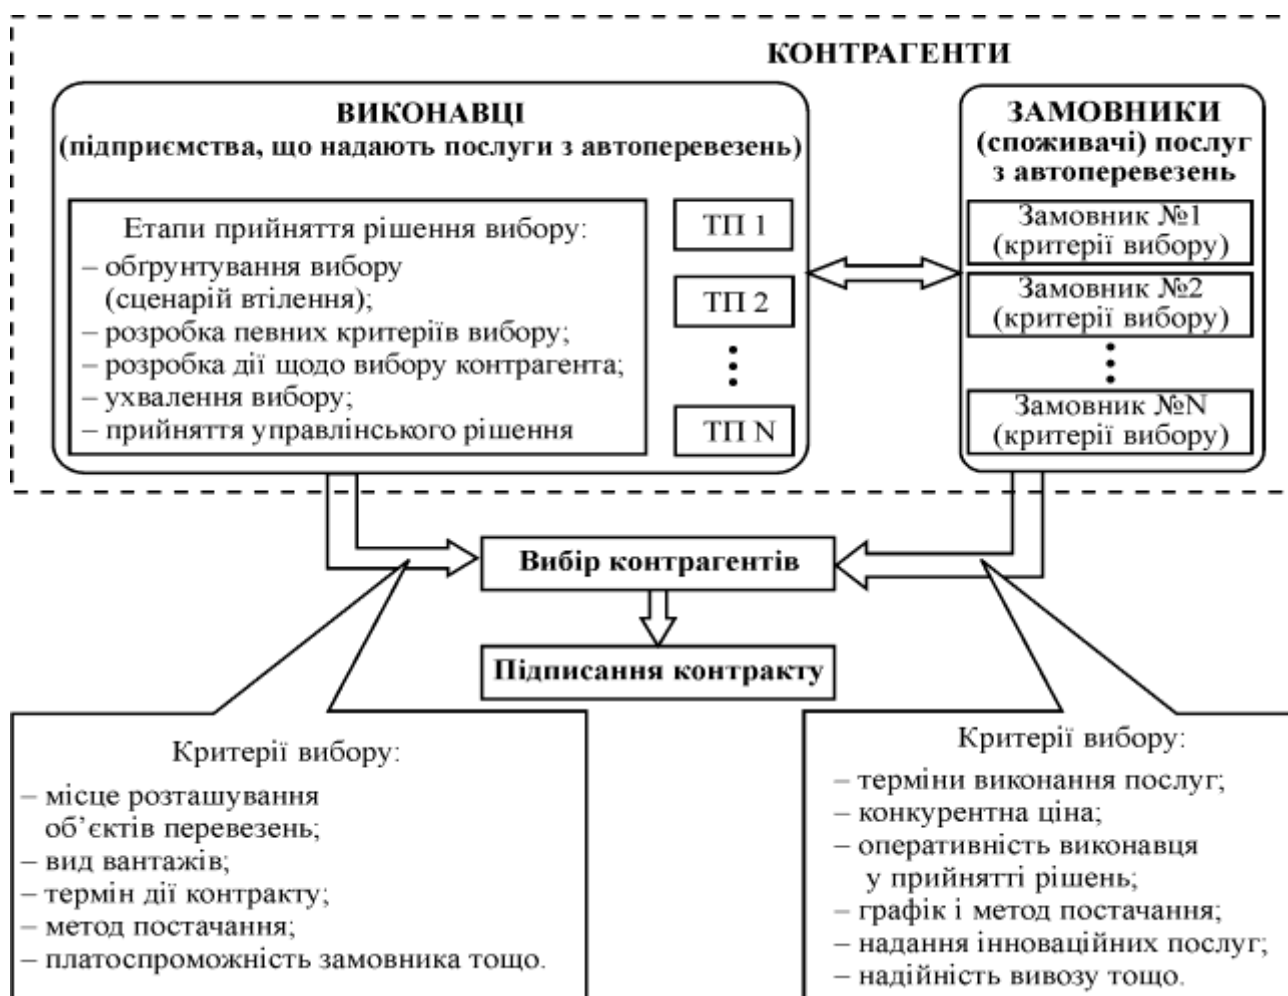 КОНТРАГЕНТИ
ВИКОНАВЦІ
(підприємства, що надають послуги з автоперевезень)
Етапи прийняття рішення вибору:
– обґрунтування вибору
(сценарій втілення);
– розробка певних критеріїв вибору;
– розробка дії щодо вибору контрагента;
– ухвалення вибору;
– прийняття управлінського рішення
ТП 1
ТП 2
ТП N
ЗАМОВНИКИ
(споживачі) послуг
з автоперевезень
Замовник №1
(критерії вибору)
Замовник №2
(критерії вибору)
Замовник №N
(критерії вибору)
Вибір контрагентів
Підписання контракту
Критерії вибору:
– місце розташування
об’єктів перевезень;
– вид вантажів;
– термін дії контракту;
– метод постачання;
– платоспроможність замовника тощо.
Критерії вибору:
– терміни виконання послуг;
– конкурентна ціна;
– оперативність виконавця
у прийнятті рішень;
– графік і метод постачання;
– надання інноваційних послуг;
– надійність вивозу тощо.